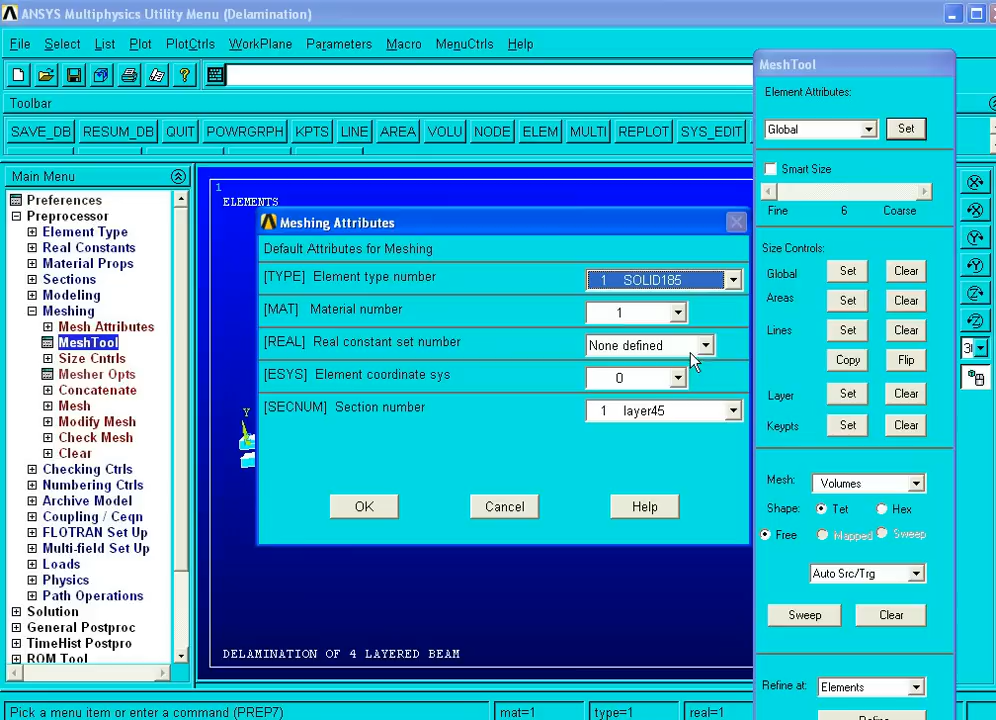 ANSYS Multiphysics Utility Menu (Delamination)
File Select List Plot PlotCtrls WorkPlane Parameters Macro MenuCtrls Help
Toolbar
SAVE_DB RESUM_DB QUIT POWRGRPH KPTS LINE AREA VOLU NODE ELEM MULTI REPLOT SYS_EDIT
Main Menu
Preferences
Preprocessor
Element Type
Real Constants
Material Props
Sections
Modeling
Meshing
Mesh Attributes
MeshTool
Size Cntrls
Mesher Opts
Concatenate
Mesh
Modify Mesh
Check Mesh
Clear
Checking Ctrls
Numbering Ctrls
Archive Model
Coupling / Ceqn
FLOTRAN Set Up
Multi-field Set Up
Loads
Physics
Path Operations
Solution
General Postproc
TimeHist Postpro
ROM Tool
1
ELEMENTS
Y
DELAMINATION OF 4 LAYERED BEAM
Meshing Attributes
Default Attributes for Meshing
[TYPE] Element type number 1 SOLID185
[MAT] Material number 1
[REAL] Real constant set number None defined
[ESYS] Element coordinate sys 0
[SECNUM] Section number 1 layer45
OK Cancel Help
MeshTool
Element Attributes:
Global Set
Smart Size
Fine 6 Coarse
Size Controls:
Global Set Clear
Areas Set Clear
Lines Set Clear
Copy Flip
Layer Set Clear
Keypts Set Clear
Mesh: Volumes
Shape: Tet Hex
Free Mapped Sweep
Auto Src/Trg
Sweep Clear
Refine at: Elements
Refine
X
X
Y
Y
Z
Z
Pick a menu item or enter a command (PREP7) mat=1 type=1 real=1